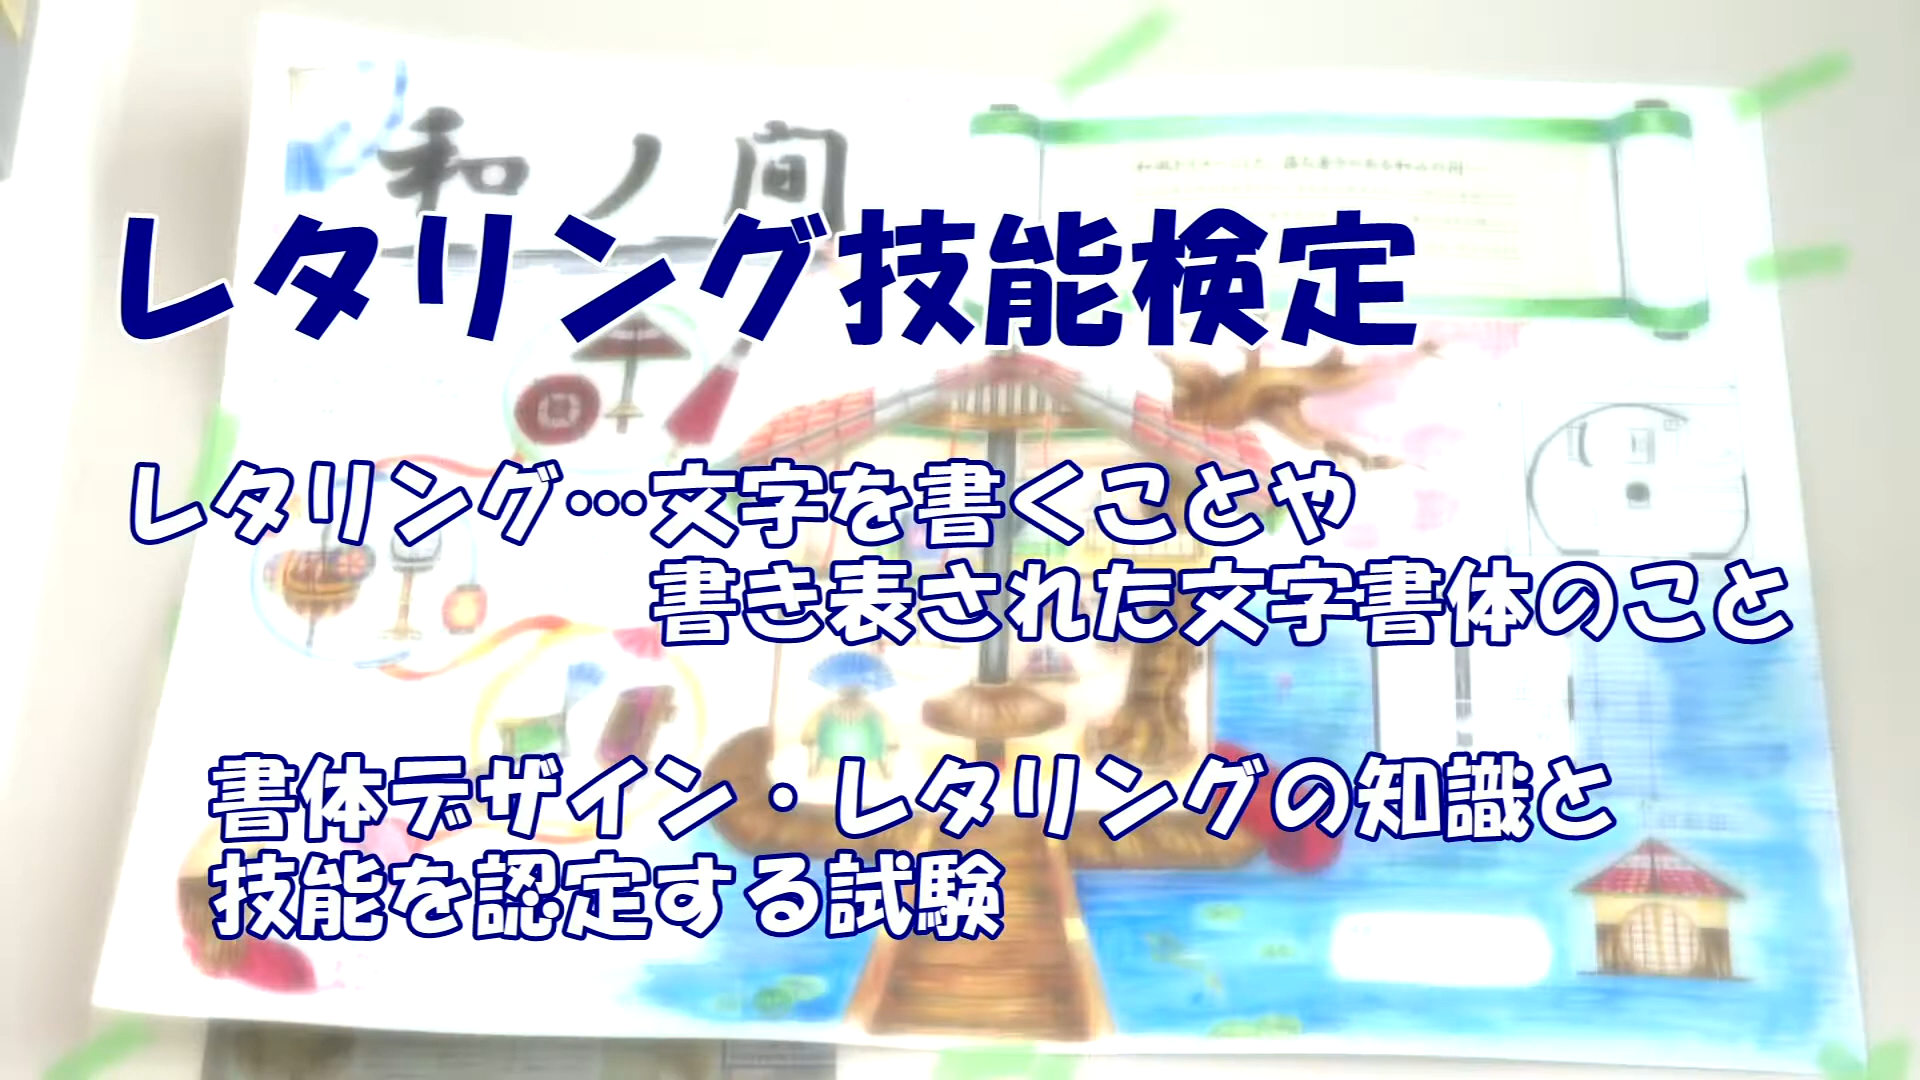 和ノ間
レタリング技能検定
レタリング…文字を書くことや
書き表された文字書体のこと
書体デザイン・レタリングの知識と
技能を認定する試験